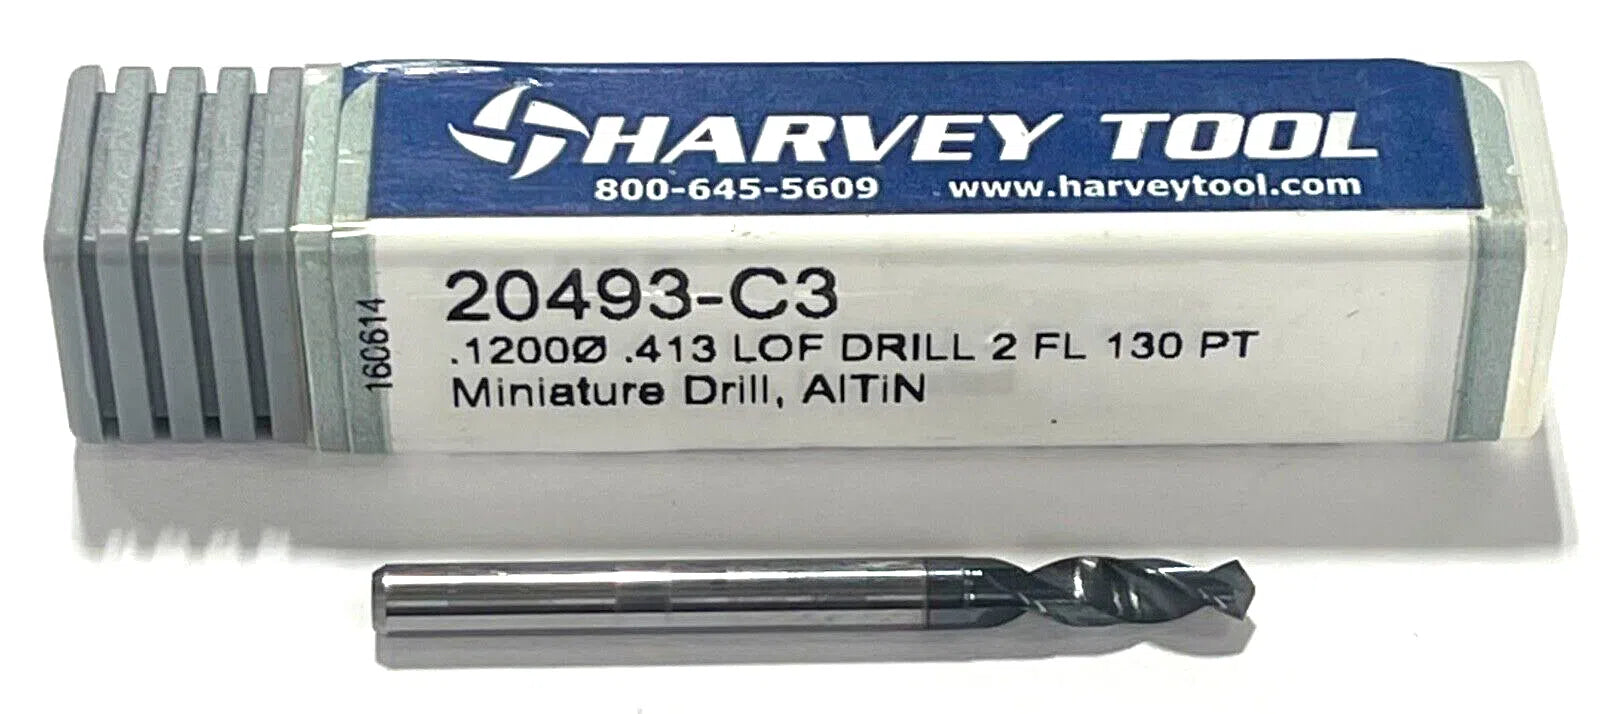 HARVEY TOOL
800-645-5609 www.harveytool.com
20493-C3
.1200Ø .413 LOF DRILL 2 FL 130 PT
Miniature Drill, AlTiN
160614